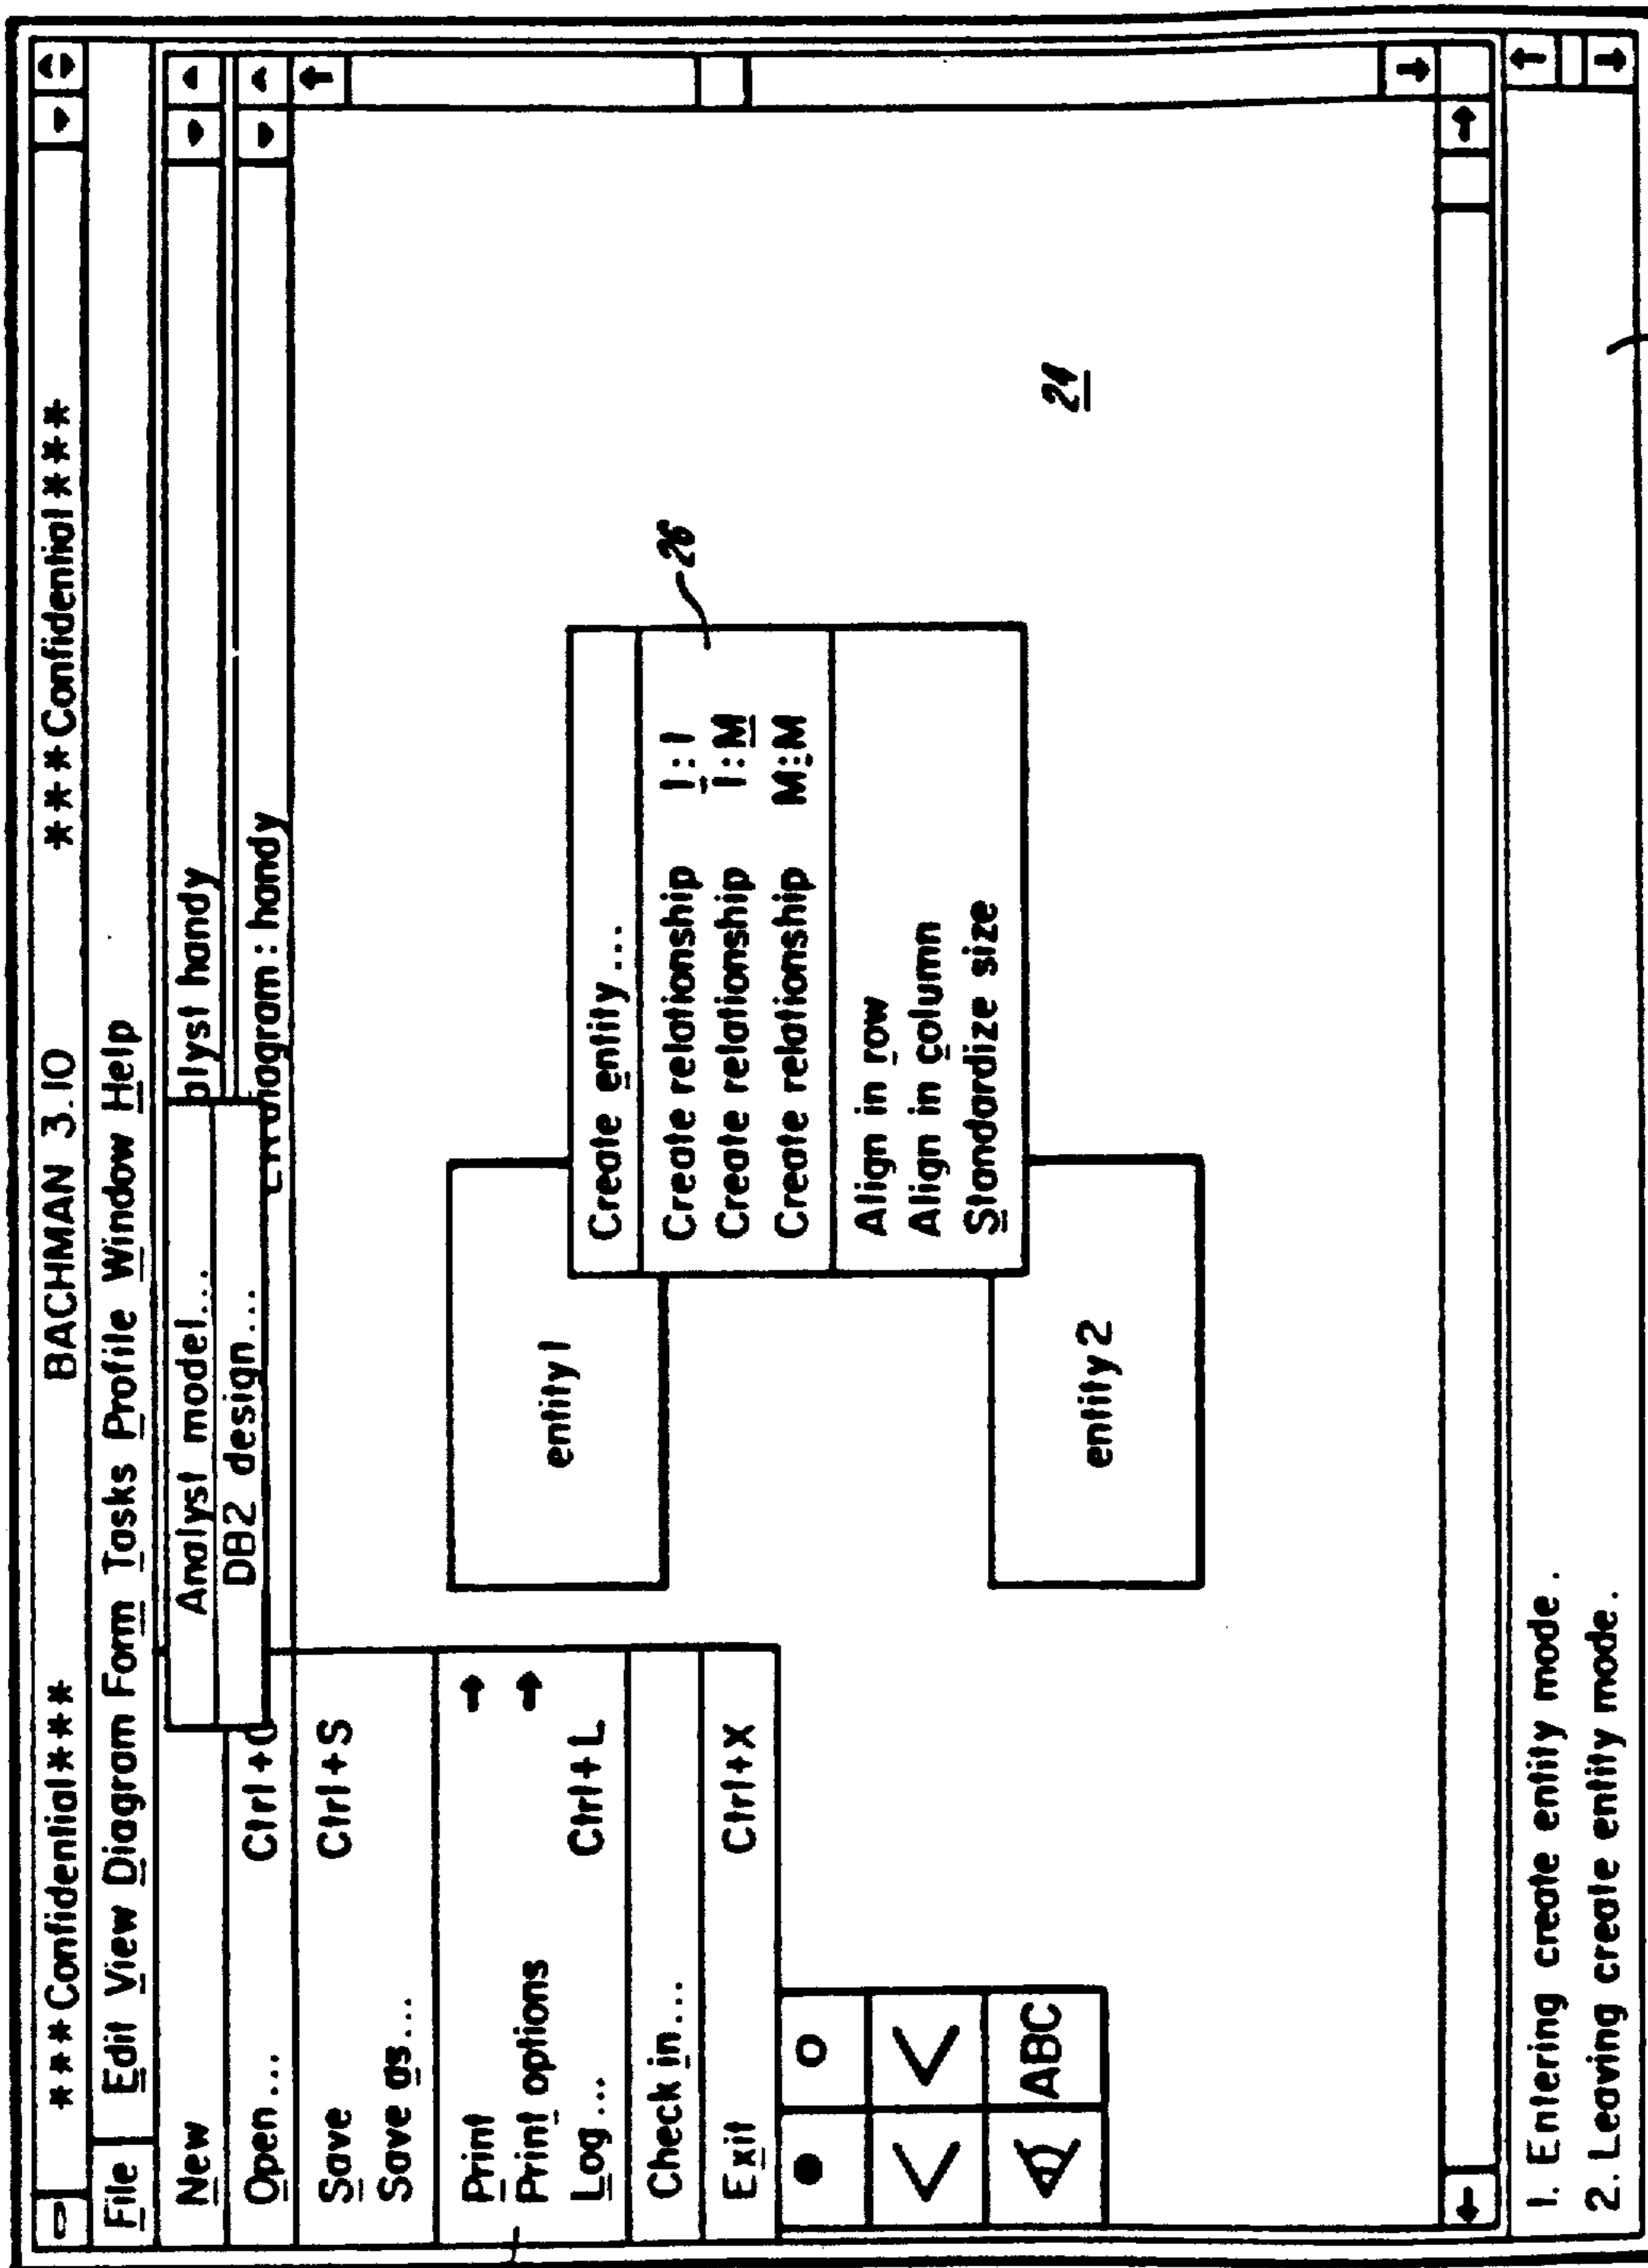 ***Confidential*** BACHMAN 3.10 ***Confidential***
File Edit View Diagram Form Tasks Profile Window Help
New
Analyst model...
DB2 design...
alyst handy
diagram: handy
Open... Ctrl+O
Save Ctrl+S
Save as...
Print
Print options
Log... Ctrl+L
Check in...
Exit Ctrl+X
ABC
entity1
Create entity...
Create relationship 1:1
Create relationship 1:M
Create relationship M:M
Align in row
Align in column
Standardize size
26
entity2
24
1. Entering create entity mode.
2. Leaving create entity mode.